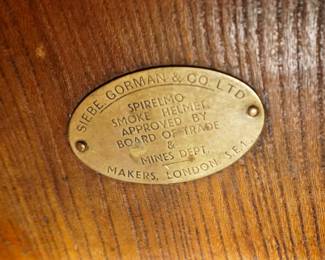 SIEBE, GORMAN & CO. LTD.
SPIRELMO
SMOKE HELMET,
APPROVED BY
BOARD OF TRADE
&
MINES DEPT.
MAKERS, LONDON, S.E.1.